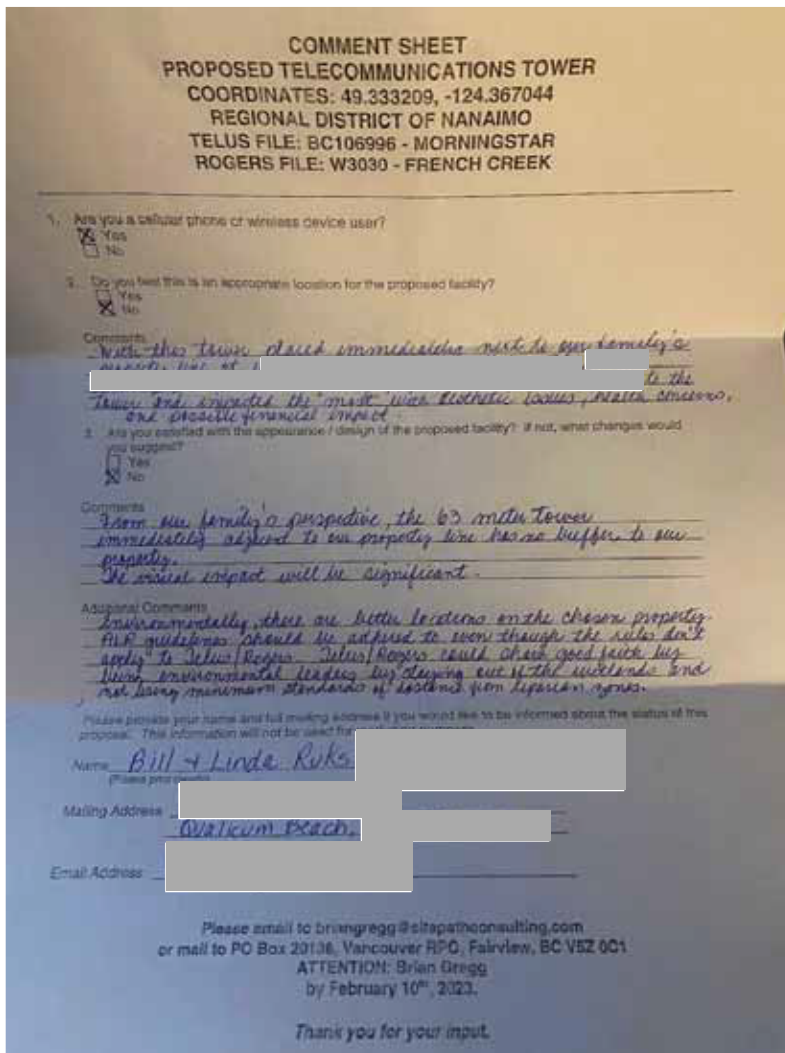 COMMENT SHEET
PROPOSED TELECOMMUNICATIONS TOWER
COORDINATES: 49.333209, -124.367044
REGIONAL DISTRICT OF NANAIMO
TELUS FILE: BC106996 - MORNINGSTAR
ROGERS FILE: W3030 - FRENCH CREEK
1. Are you a cellular phone or wireless device user?
Yes
No
2. Do you feel this is an appropriate location for the proposed facility?
Yes
No
Comments
With this tower placed immediately next to our family's
property line at
to the
tower and impacted the "most" with aesthetic issues, health concerns,
and possible financial impact.
3. Are you satisfied with the appearance / design of the proposed facility? If not, what changes would
you suggest?
Yes
No
Comments
From our family's perspective, the 63 meter tower
immediately adjacent to our property line has no buffer to our
property.
The visual impact will be significant.
Additional Comments
Environmentally, there are better locations on the chosen property.
ALR guidelines should be adhered to even though the rules don't
apply to Telus/Rogers. Telus/Rogers could show good faith by
being environmental leaders by staying out of the wetlands and
not using minimum standards of distance from riparian zones.
Please provide your name and full mailing address if you would like to be informed about the status of this
proposal. This information will not be used for
Name Bill & Linda Ruks
(Please print clearly)
Mailing Address
Qualicum Beach,
Email Address
Please email to briangregg@sitepathconsulting.com
or mail to PO Box 20136, Vancouver RPO, Fairview, BC V5Z 0C1
ATTENTION: Brian Gregg
by February 10th, 2023.
Thank you for your input.